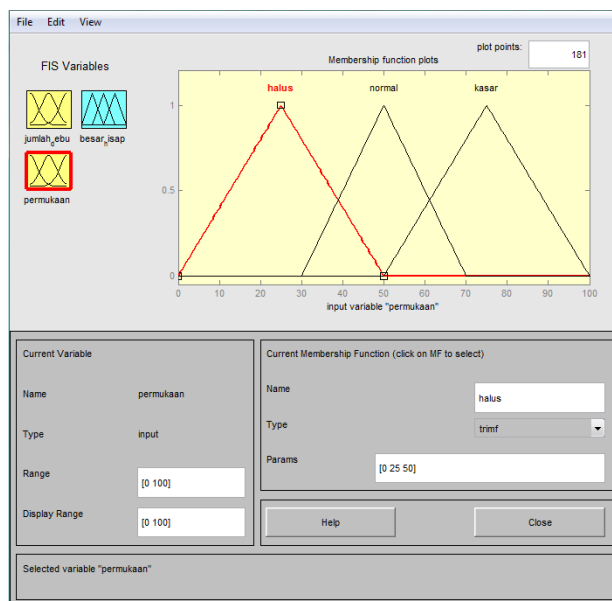 File Edit View
FIS Variables
jumlah_debu besar_hisap
permukaan
plot points: 181
Membership function plots
halus normal kasar
1
0.5
0
0 10 20 30 40 50 60 70 80 90 100
input variable "permukaan"
Current Variable
Name permukaan
Type input
Range [0 100]
Display Range [0 100]
Current Membership Function (click on MF to select)
Name halus
Type trimf
Params [0 25 50]
Help Close
Selected variable "permukaan"